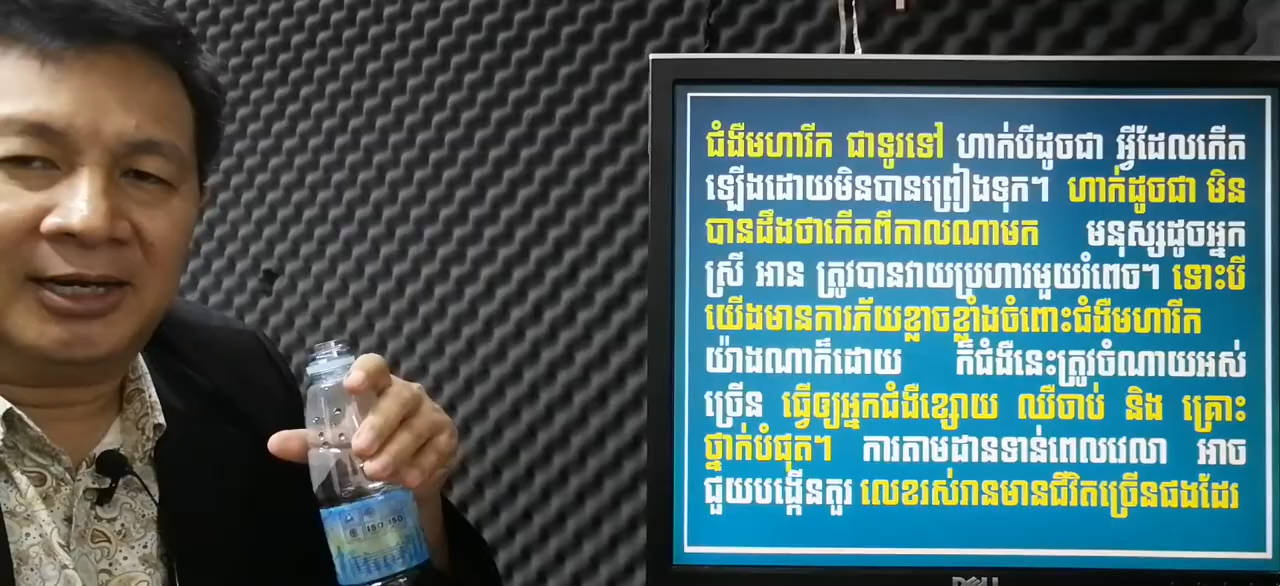 ជំងឺមហារីក ជាទូរទៅ ហាក់បីដូចជា អ្វីដែលកើត
ឡើងដោយមិនបានព្រៀងទុក។ ហាក់ដូចជា មិន
បានដឹងថាកើតពីកាលណាមក មនុស្សដូចអ្នក
ស្រី អាន ត្រូវបានវាយប្រហារមួយរំពេច។ ទោះបី
យើងមានការភ័យខ្លាចខ្លាំងចំពោះជំងឺមហារីក
យ៉ាងណាក៏ដោយ ក៏ជំងឺនេះត្រូវចំណាយអស់
ច្រើន ធ្វើឲ្យអ្នកជំងឺខ្សោយ ឈឺចាប់ និង គ្រោះ
ថ្នាក់បំផុត។ ការតាមដានទាន់ពេលវេលា អាច
ជួយបង្កើនតួរ លេខរស់រានមានជីវិតច្រើនផងដែរ
ISO ISO
DELL